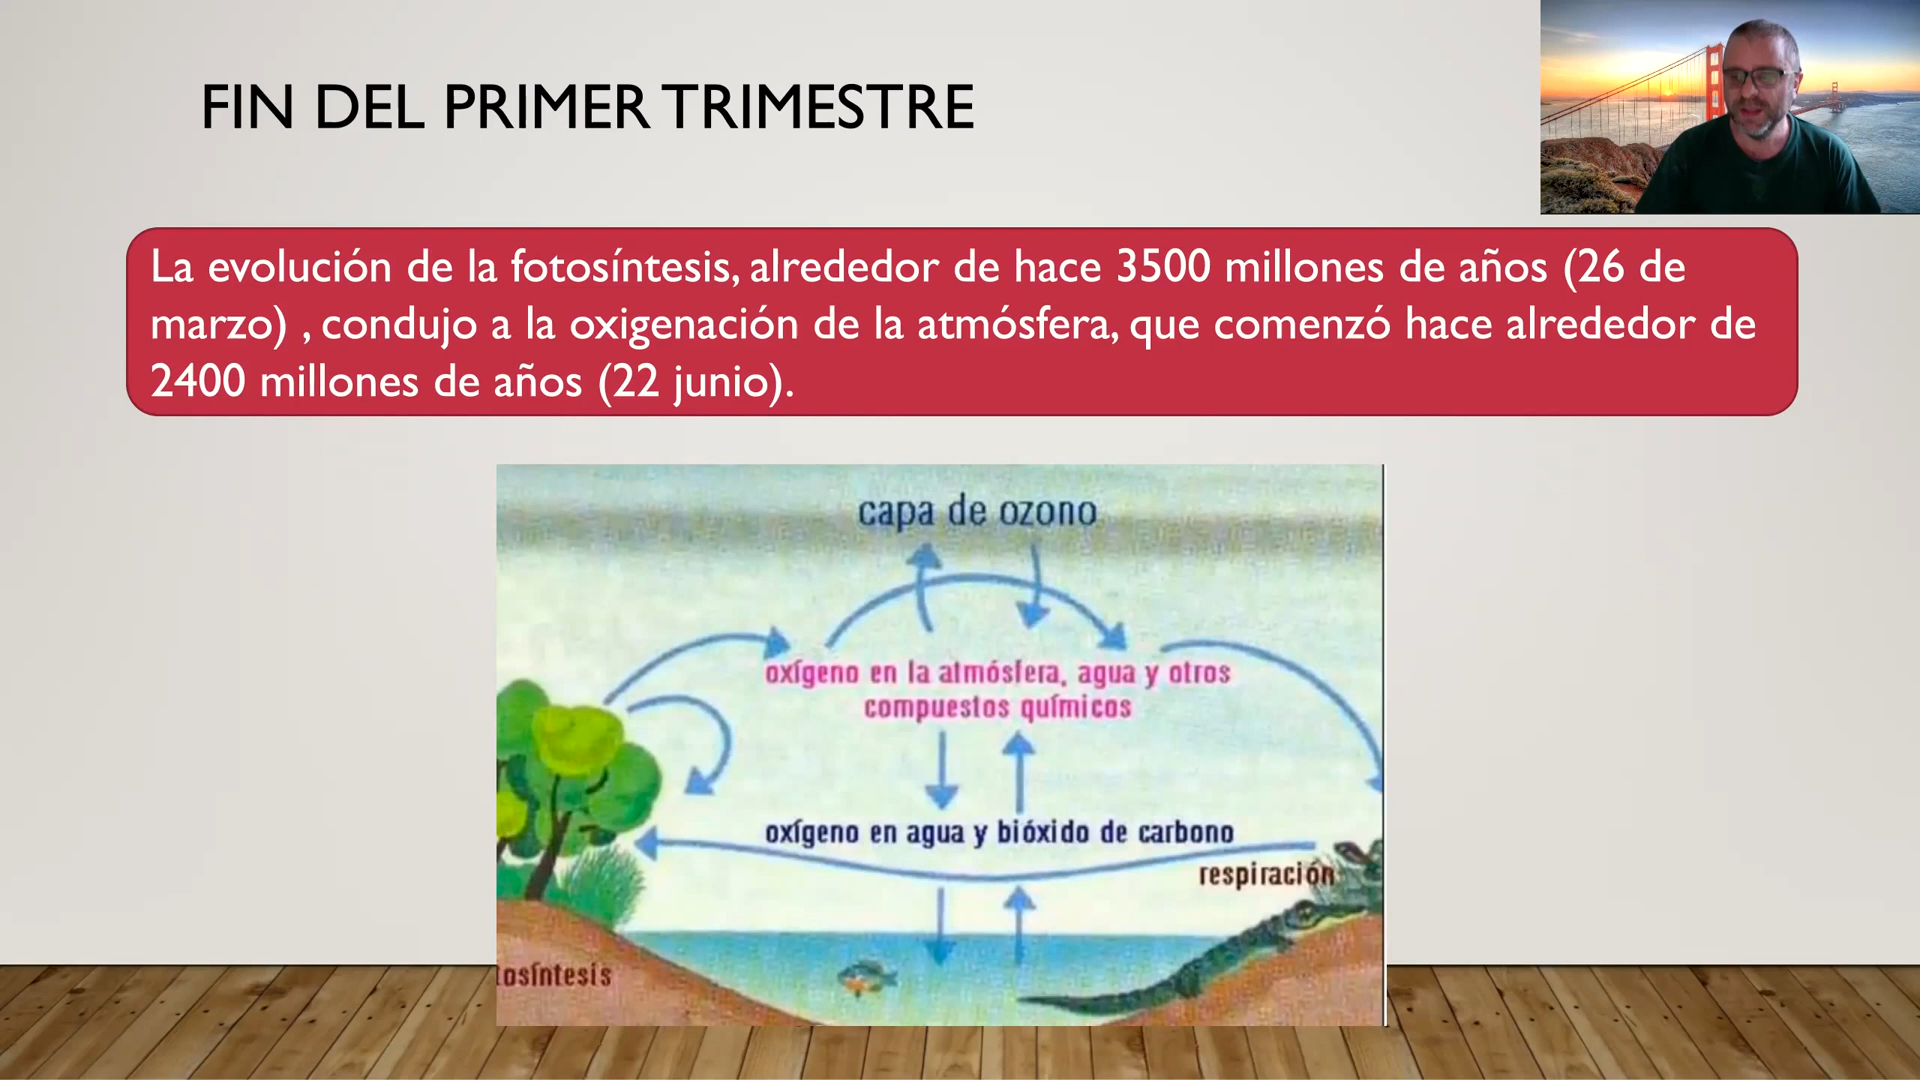 FIN DEL PRIMER TRIMESTRE
La evolución de la fotosíntesis, alrededor de hace 3500 millones de años (26 de
marzo) , condujo a la oxigenación de la atmósfera, que comenzó hace alrededor de
2400 millones de años (22 junio).
capa de ozono
oxígeno en la atmósfera, agua y otros
compuestos químicos
oxígeno en agua y bióxido de carbono
respiración
tosíntesis